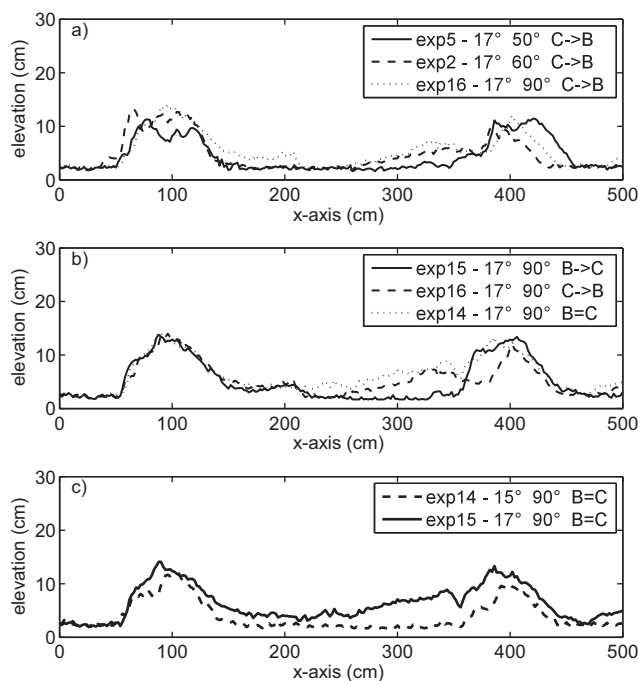 a)
exp5 - 17° 50° C->B
exp2 - 17° 60° C->B
exp16 - 17° 90° C->B
30
20
10
0
elevation (cm)
0 100 200 300 400 500
x-axis (cm)
b)
exp15 - 17° 90° B->C
exp16 - 17° 90° C->B
exp14 - 17° 90° B=C
30
20
10
0
elevation (cm)
0 100 200 300 400 500
x-axis (cm)
c)
exp14 - 15° 90° B=C
exp15 - 17° 90° B=C
30
20
10
0
elevation (cm)
0 100 200 300 400 500
x-axis (cm)